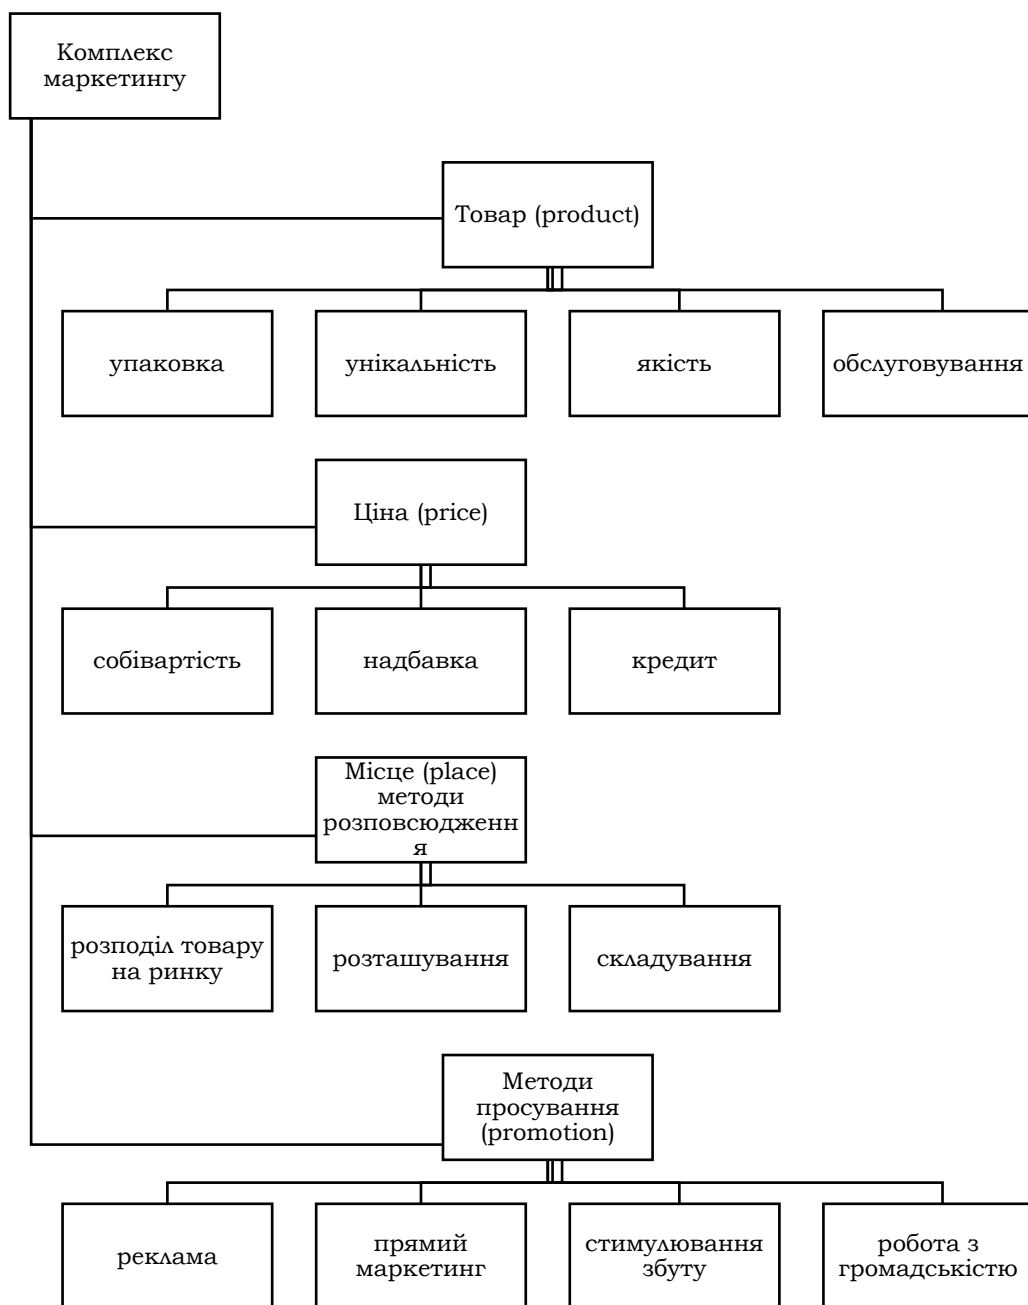 Комплекс
маркетингу
Товар (product)
упаковка
унікальність
якість
обслуговування
Ціна (price)
собівартість
надбавка
кредит
Місце (place)
методи
розповсюдженн
я
розподіл товару
на ринку
розташування
складування
Методи
просування
(promotion)
реклама
прямий
маркетинг
стимулювання
збуту
робота з
громадськістю